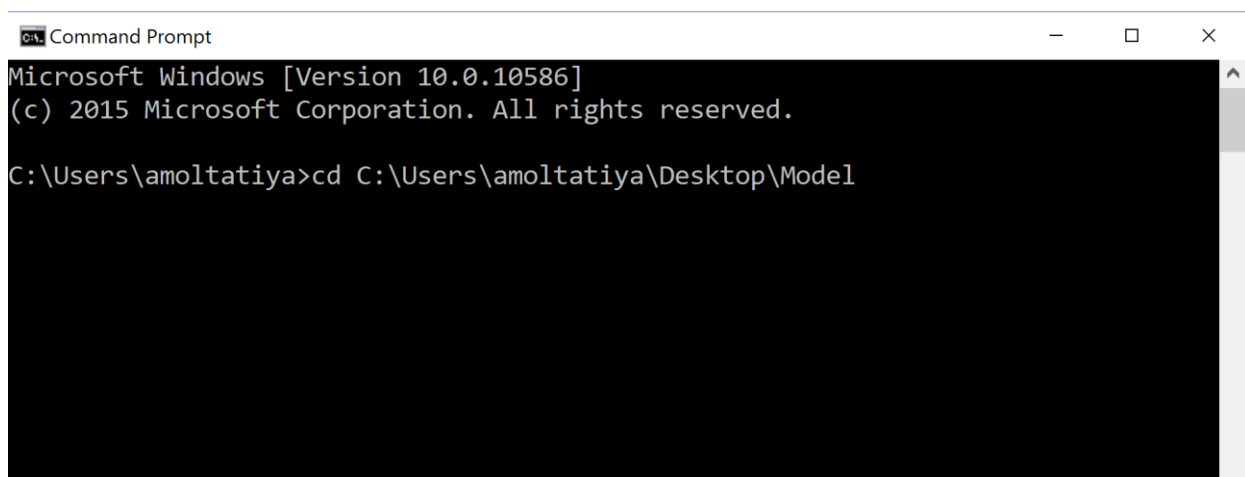 Command Prompt
Microsoft Windows [Version 10.0.10586]
(c) 2015 Microsoft Corporation. All rights reserved.
C:\Users\amoltatiya>cd C:\Users\amoltatiya\Desktop\Model